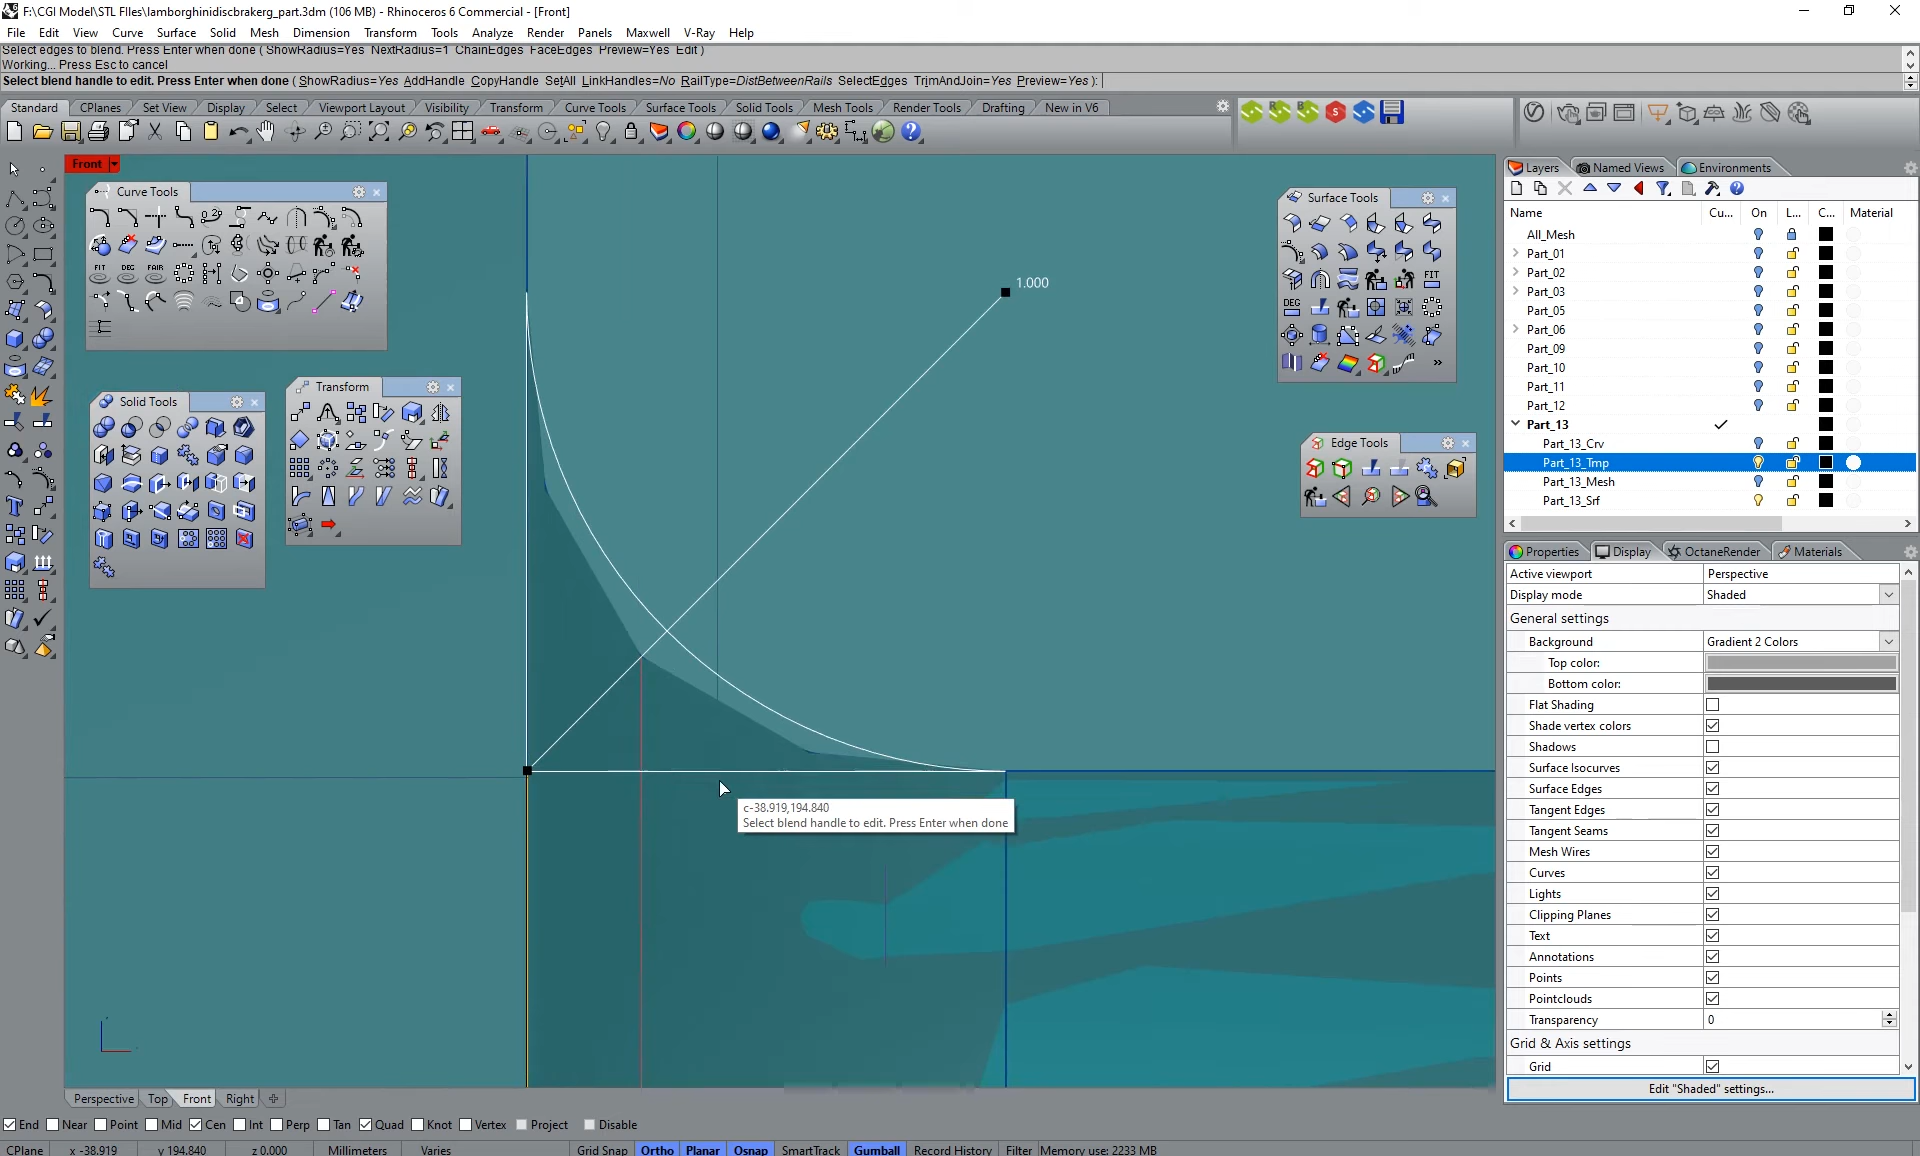 F:\CGI Model\STL FIles\lamborghinidiscbrakerg_part.3dm (106 MB) - Rhinoceros 6 Commercial - [Front]
File Edit View Curve Surface Solid Mesh Dimension Transform Tools Analyze Render Panels Maxwell V-Ray Help
Select edges to blend. Press Enter when done ( ShowRadius=Yes NextRadius=1 ChainEdges FaceEdges Preview=Yes Edit )
Working... Press Esc to cancel
Select blend handle to edit. Press Enter when done ( ShowRadius=Yes AddHandle CopyHandle SetAll LinkHandles=No RailType=DistBetweenRails SelectEdges TrimAndJoin=Yes Preview=Yes ):
Standard CPlanes Set View Display Select Viewport Layout Visibility Transform Curve Tools Surface Tools Solid Tools Mesh Tools Render Tools Drafting New in V6
Front
Curve Tools
FIT DEG FAIR
Solid Tools
Transform
1.000
Surface Tools
FIT
DEG
Edge Tools
c-38.919,194.840
Select blend handle to edit. Press Enter when done
Layers Named Views Environments
Name Cu... On L... C... Material
All_Mesh
Part_01
Part_02
Part_03
Part_05
Part_06
Part_09
Part_10
Part_11
Part_12
Part_13
Part_13_Crv
Part_13_Tmp
Part_13_Mesh
Part_13_Srf
Properties Display OctaneRender Materials
Active viewport Perspective
Display mode Shaded
General settings
Background Gradient 2 Colors
Top color:
Bottom color:
Flat Shading
Shade vertex colors
Shadows
Surface Isocurves
Surface Edges
Tangent Edges
Tangent Seams
Mesh Wires
Curves
Lights
Clipping Planes
Text
Annotations
Points
Pointclouds
Transparency 0
Grid & Axis settings
Grid
Edit "Shaded" settings...
Perspective Top Front Right
End Near Point Mid Cen Int Perp Tan Quad Knot Vertex Project Disable
CPlane x -38.919 y 194.840 z 0.000 Millimeters Varies Grid Snap Ortho Planar Osnap SmartTrack Gumball Record History Filter Memory use: 2233 MB